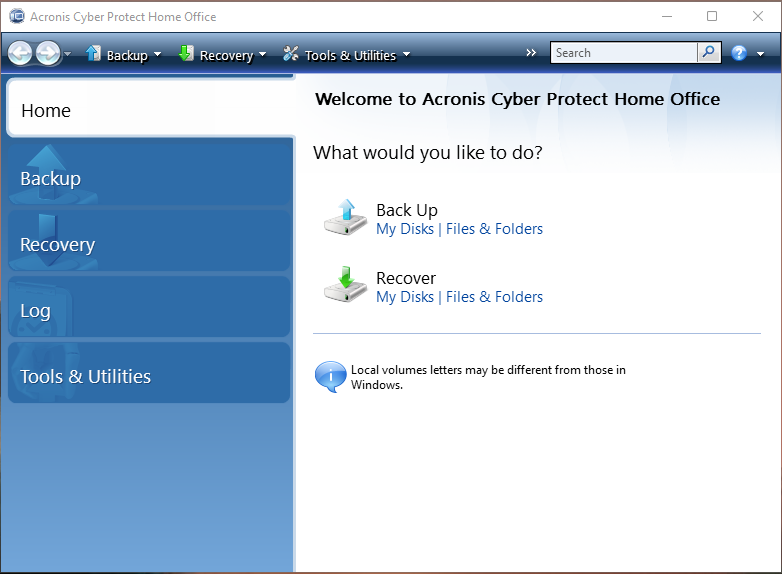 Acronis Cyber Protect Home Office
Backup Recovery Tools & Utilities » Search ?
Home
Backup
Recovery
Log
Tools & Utilities
Welcome to Acronis Cyber Protect Home Office
What would you like to do?
Back Up
My Disks | Files & Folders
Recover
My Disks | Files & Folders
Local volumes letters may be different from those in
Windows.